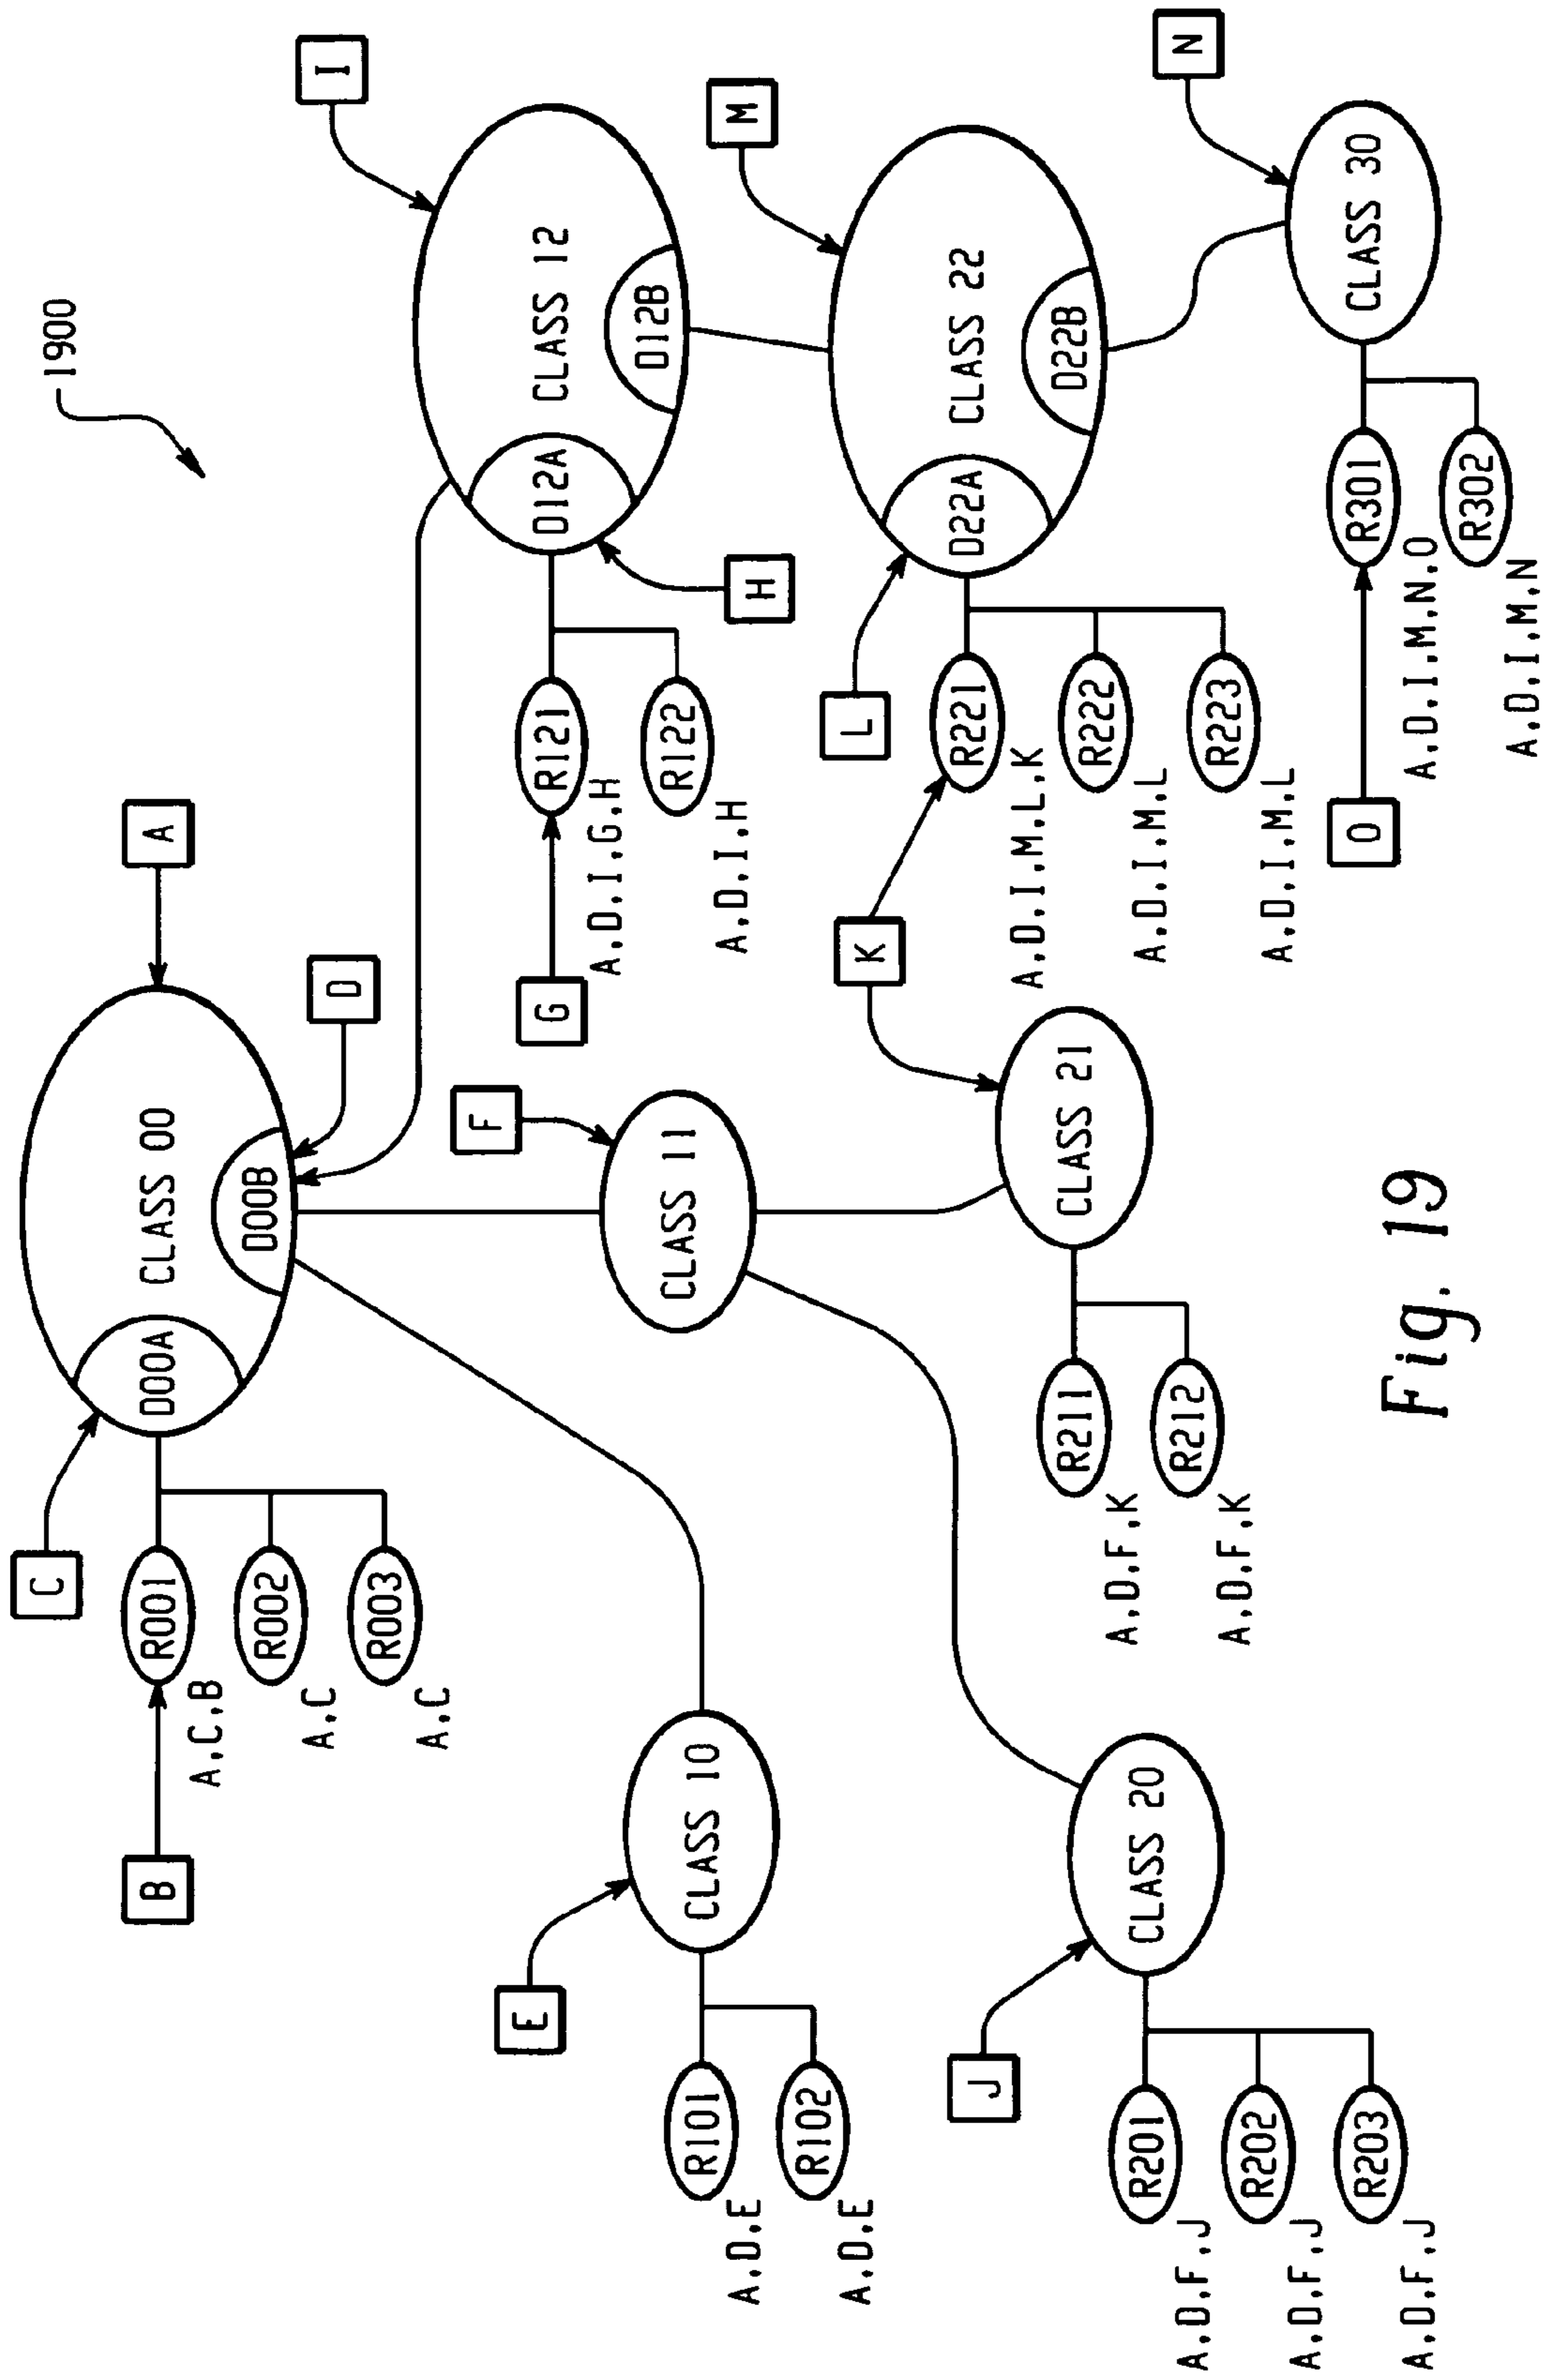 1900
C
B
R001
D00A
CLASS 00
A
A,C,B
R002
D00B
A,C
D
I
R003
A,C
F
E
G
R121
D12A
CLASS 12
A,D,I,G,H
D12B
CLASS 11
R122
R101
CLASS 10
A,D,I,H
H
M
A,D,E
R102
A,D,E
L
K
J
R221
D22A
CLASS 22
A,D,I,M,L,K
R211
CLASS 21
D22B
R222
A,D,F,K
A,D,I,M,L
R201
CLASS 20
R212
N
A,D,F,J
R223
A,D,F,K
R202
A,D,I,M,L
A,D,F,J
O
R301
CLASS 30
R203
A,D,F,J
A,D,I,M,N,O
R302
A,D,I,M,N
Fig. 19